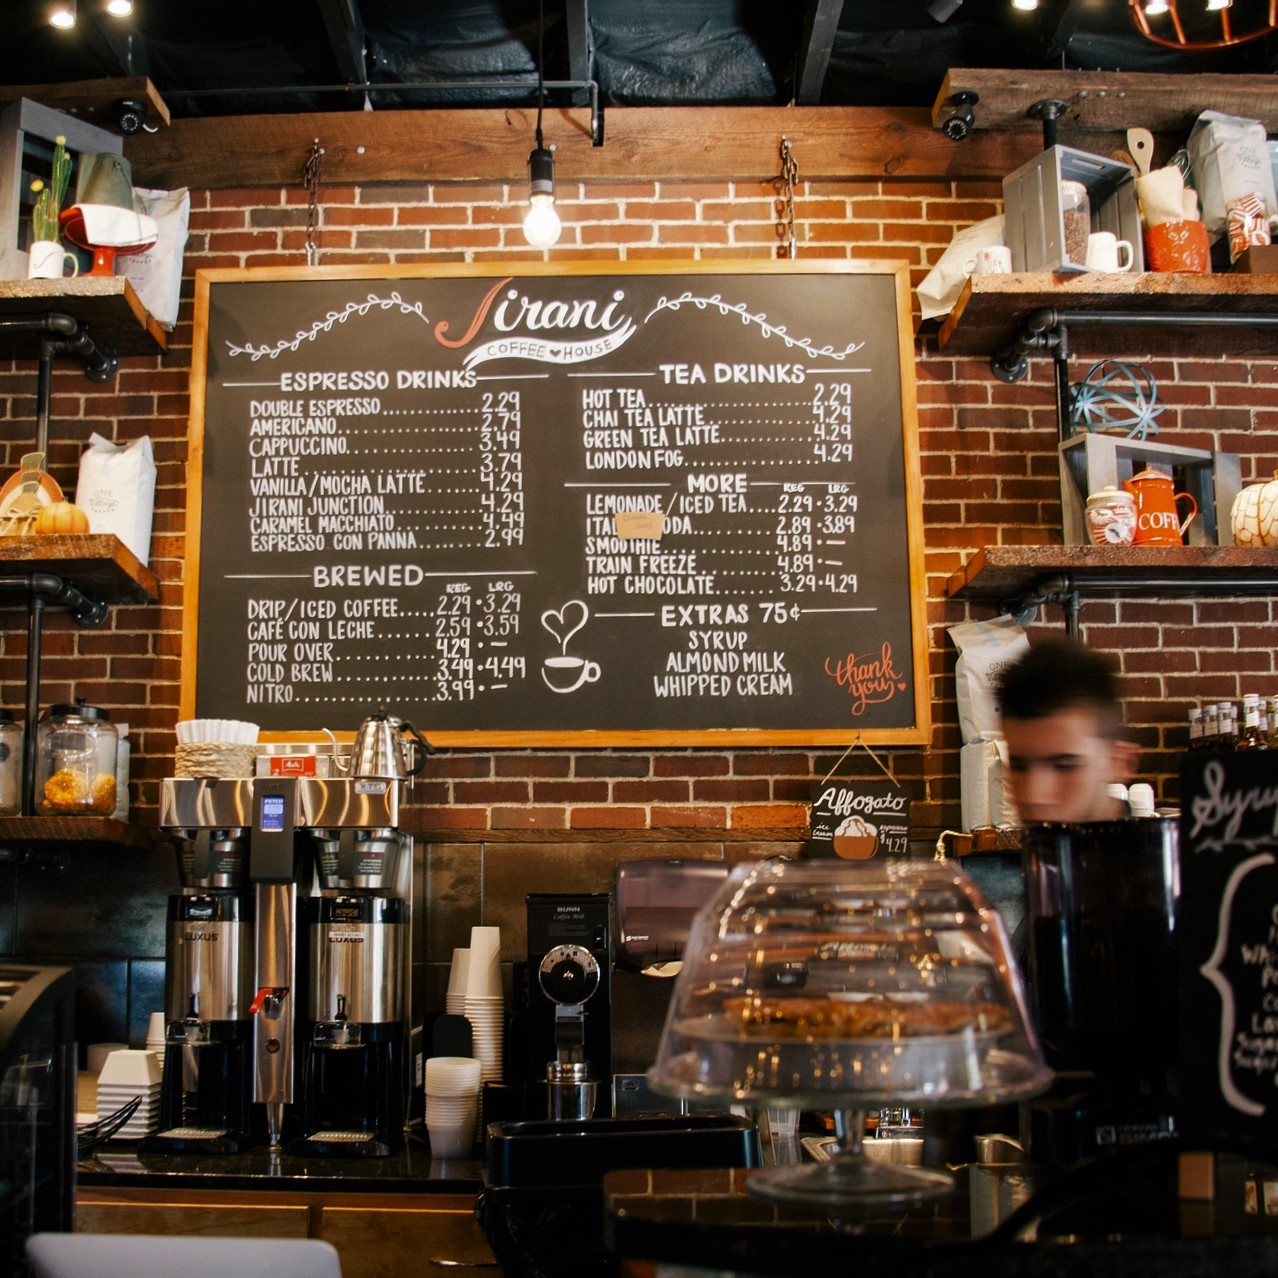 Jirani
COFFEE HOUSE
ESPRESSO DRINKS
DOUBLE ESPRESSO 2.29
AMERICANO 2.79
CAPPUCCINO 3.49
LATTE 3.79
VANILLA/MOCHA LATTE 4.29
JIRANI JUNCTION 4.49
CARAMEL MACCHIATO 4.49
ESPRESSO CON PANNA 2.99
BREWED
REG · LRG
DRIP/ICED COFFEE 2.29 · 3.29
CAFÉ CON LECHE 2.59 · 3.59
POUR OVER 4.29 · —
COLD BREW 3.49 · 4.49
NITRO 3.99 · —
TEA DRINKS
HOT TEA 2.29
CHAI TEA LATTE 4.29
GREEN TEA LATTE 4.29
LONDON FOG 4.29
MORE REG · LRG
LEMONADE/ICED TEA 2.29 · 3.29
2.89 · 3.89
SMOOTHIE 4.89 · —
TRAIN FREEZE 4.89 · —
HOT CHOCOLATE 3.29 · 4.29
EXTRAS 75¢
SYRUP
ALMOND MILK
WHIPPED CREAM
thank
you
Affogato
ice cream
espresso
$4.29
BUNN
LUXUS
LUXUS
COFF
ONE